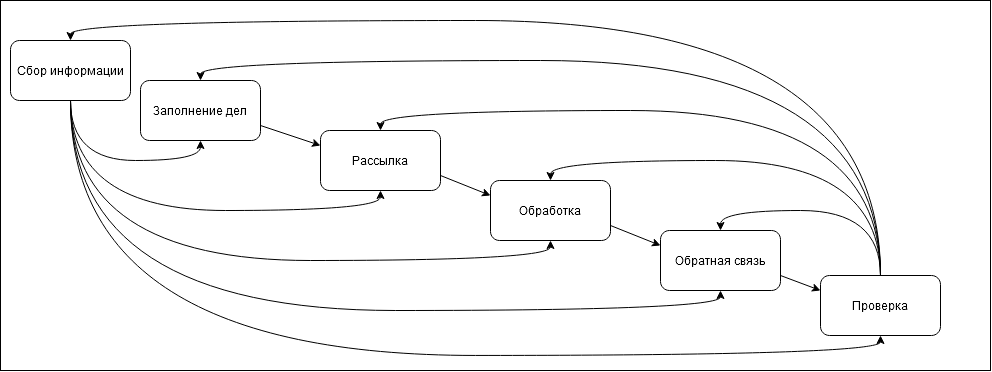 Сбор информации
Заполнение дел
Рассылка
Обработка
Обратная связь
Проверка